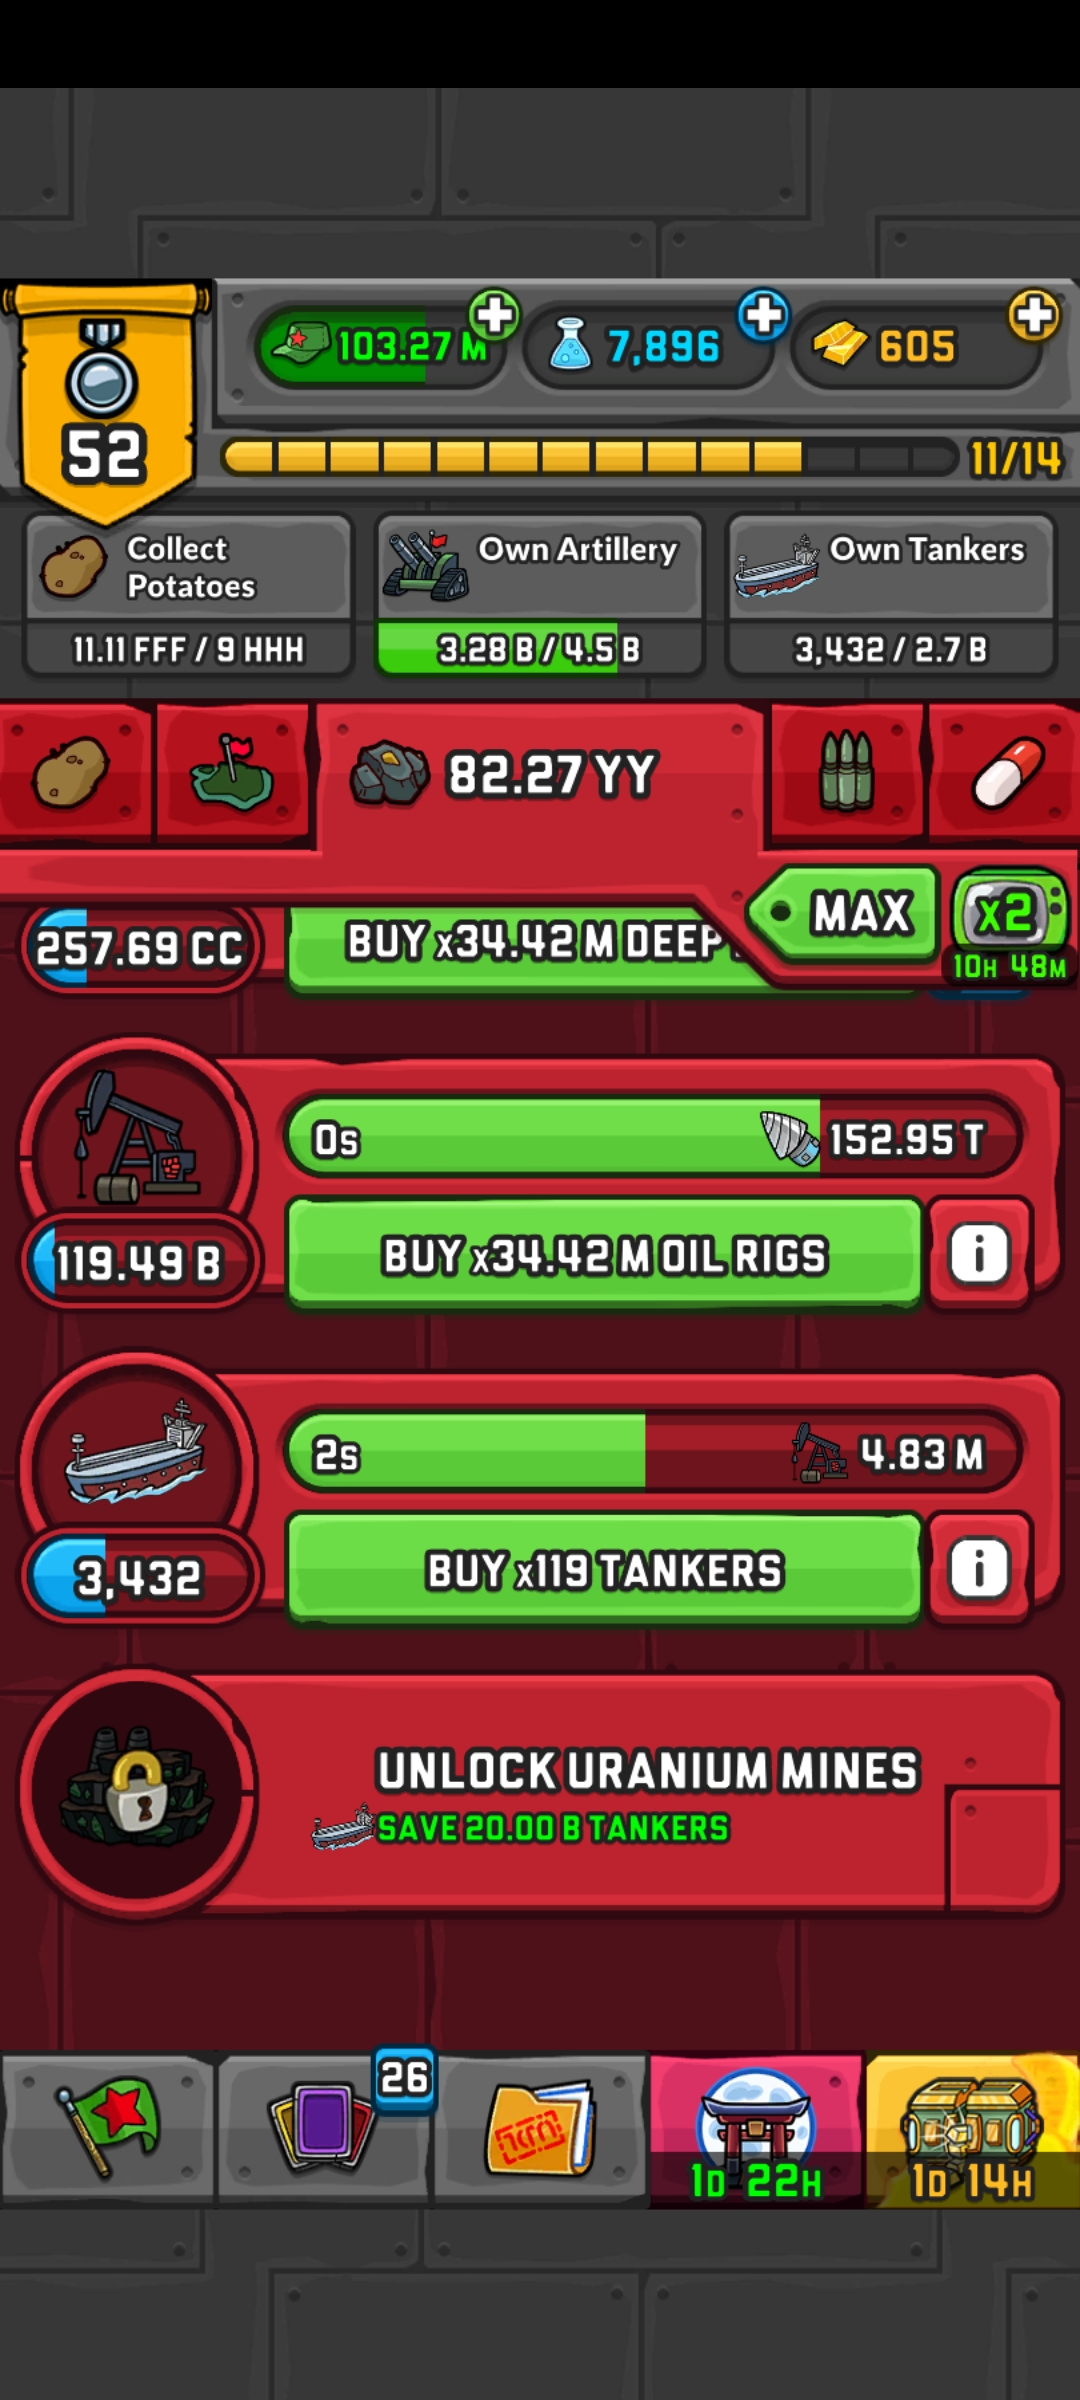 103.27 M
7,896
605
52
11/14
Collect
Potatoes
11.11 FFF / 9 HHH
Own Artillery
3.28 B / 4.5 B
Own Tankers
3,432 / 2.7 B
82.27 YY
MAX
x2
10H 48M
257.69 CC
BUY x34.42 M DEEP
0s
152.95 T
119.49 B
BUY x34.42 M OIL RIGS
i
2s
4.83 M
3,432
BUY x119 TANKERS
i
UNLOCK URANIUM MINES
SAVE 20.00 B TANKERS
26
1D 22H
1D 14H